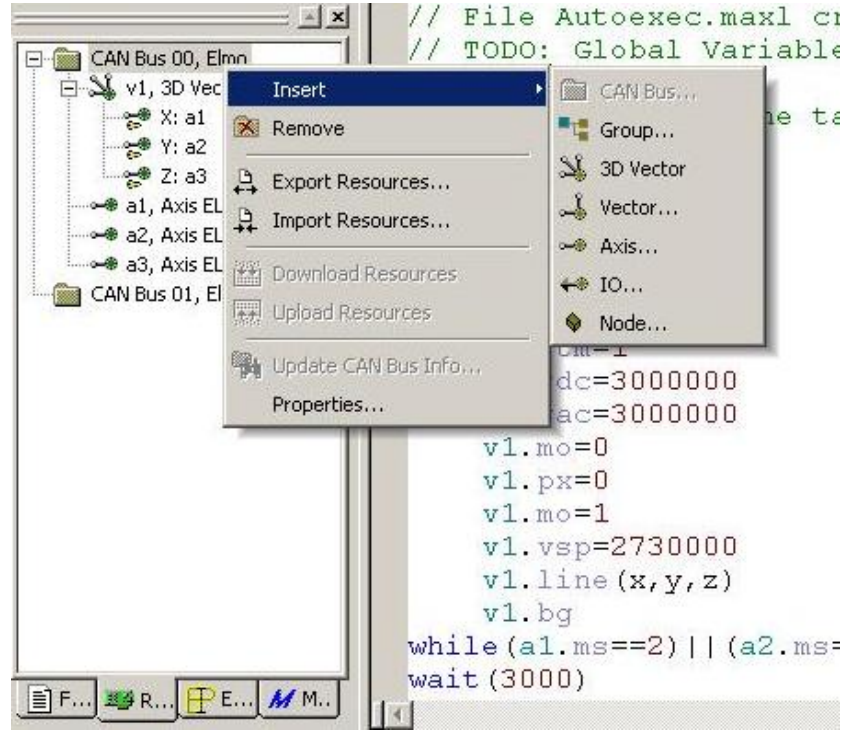 CAN Bus 00, Elmo
v1, 3D Vec
X: a1
Y: a2
Z: a3
a1, Axis EL
a2, Axis EL
a3, Axis EL
CAN Bus 01, El
F...
R...
E...
M..
Insert
Remove
Export Resources...
Import Resources...
Download Resources
Upload Resources
Update CAN Bus Info...
Properties...
CAN Bus...
Group...
3D Vector
Vector...
Axis...
IO...
Node...
// File Autoexec.maxl cr
// TODO: Global Variable
e ta
dc=3000000
ac=3000000
v1.mo=0
v1.px=0
v1.mo=1
v1.vsp=2730000
v1.line(x,y,z)
v1.bg
while(a1.ms==2)||(a2.ms=
wait(3000)